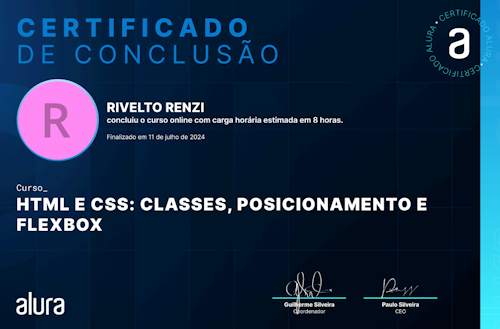 CERTIFICADO
DE CONCLUSÃO
CERTIFICADO ALURA • CERTIFICADO ALURA •
a
R
RIVELTO RENZI
concluiu o curso online com carga horária estimada em 8 horas.
Finalizado em 11 de julho de 2024
Curso_
HTML E CSS: CLASSES, POSICIONAMENTO E
FLEXBOX
alura
Guilherme Silveira
Coordenador
Paulo Silveira
CEO